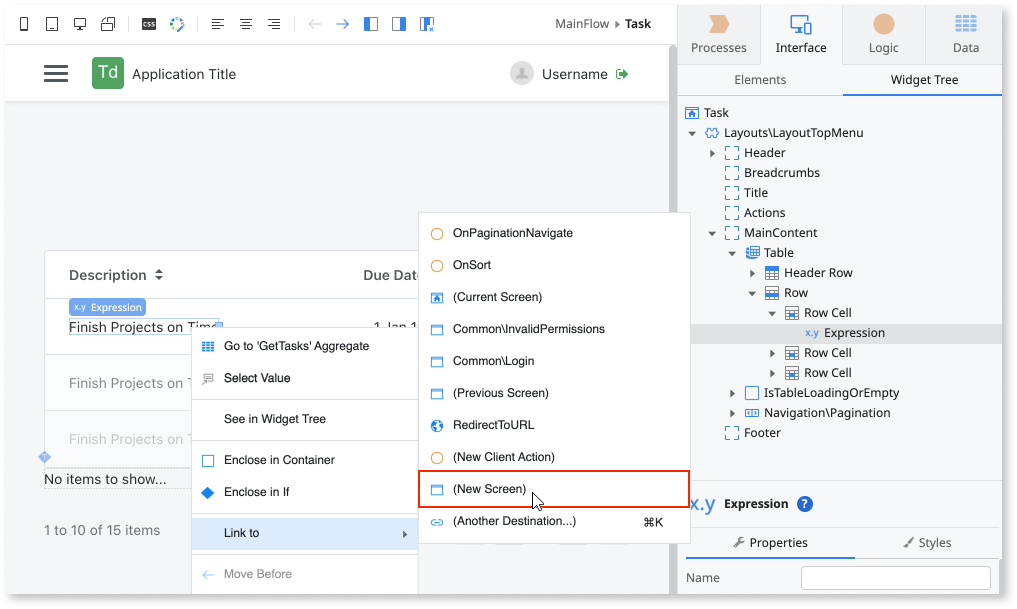 css
MainFlow ▸ Task
Processes
Interface
Logic
Data
Td
Application Title
Username
Elements
Widget Tree
Task
Layouts\LayoutTopMenu
Header
Breadcrumbs
Title
Actions
MainContent
Table
Header Row
Row
Row Cell
x.y Expression
Row Cell
Row Cell
IsTableLoadingOrEmpty
Navigation\Pagination
Footer
Description
Due Date
x.y Expression
Finish Projects on Time
1 Jan 1
Finish Projects on T
Finish Projects on T
No items to show...
1 to 10 of 15 items
Go to 'GetTasks' Aggregate
Select Value
See in Widget Tree
Enclose in Container
Enclose in If
Link to
Move Before
OnPaginationNavigate
OnSort
(Current Screen)
Common\InvalidPermissions
Common\Login
(Previous Screen)
RedirectToURL
(New Client Action)
(New Screen)
(Another Destination...) ⌘K
x.y Expression ?
Properties
Styles
Name